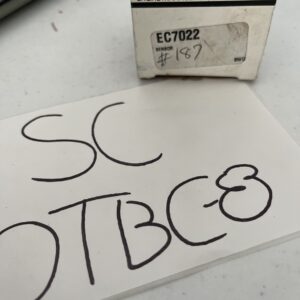 EC7022
SENSOR
#187
SC
OTBC-8